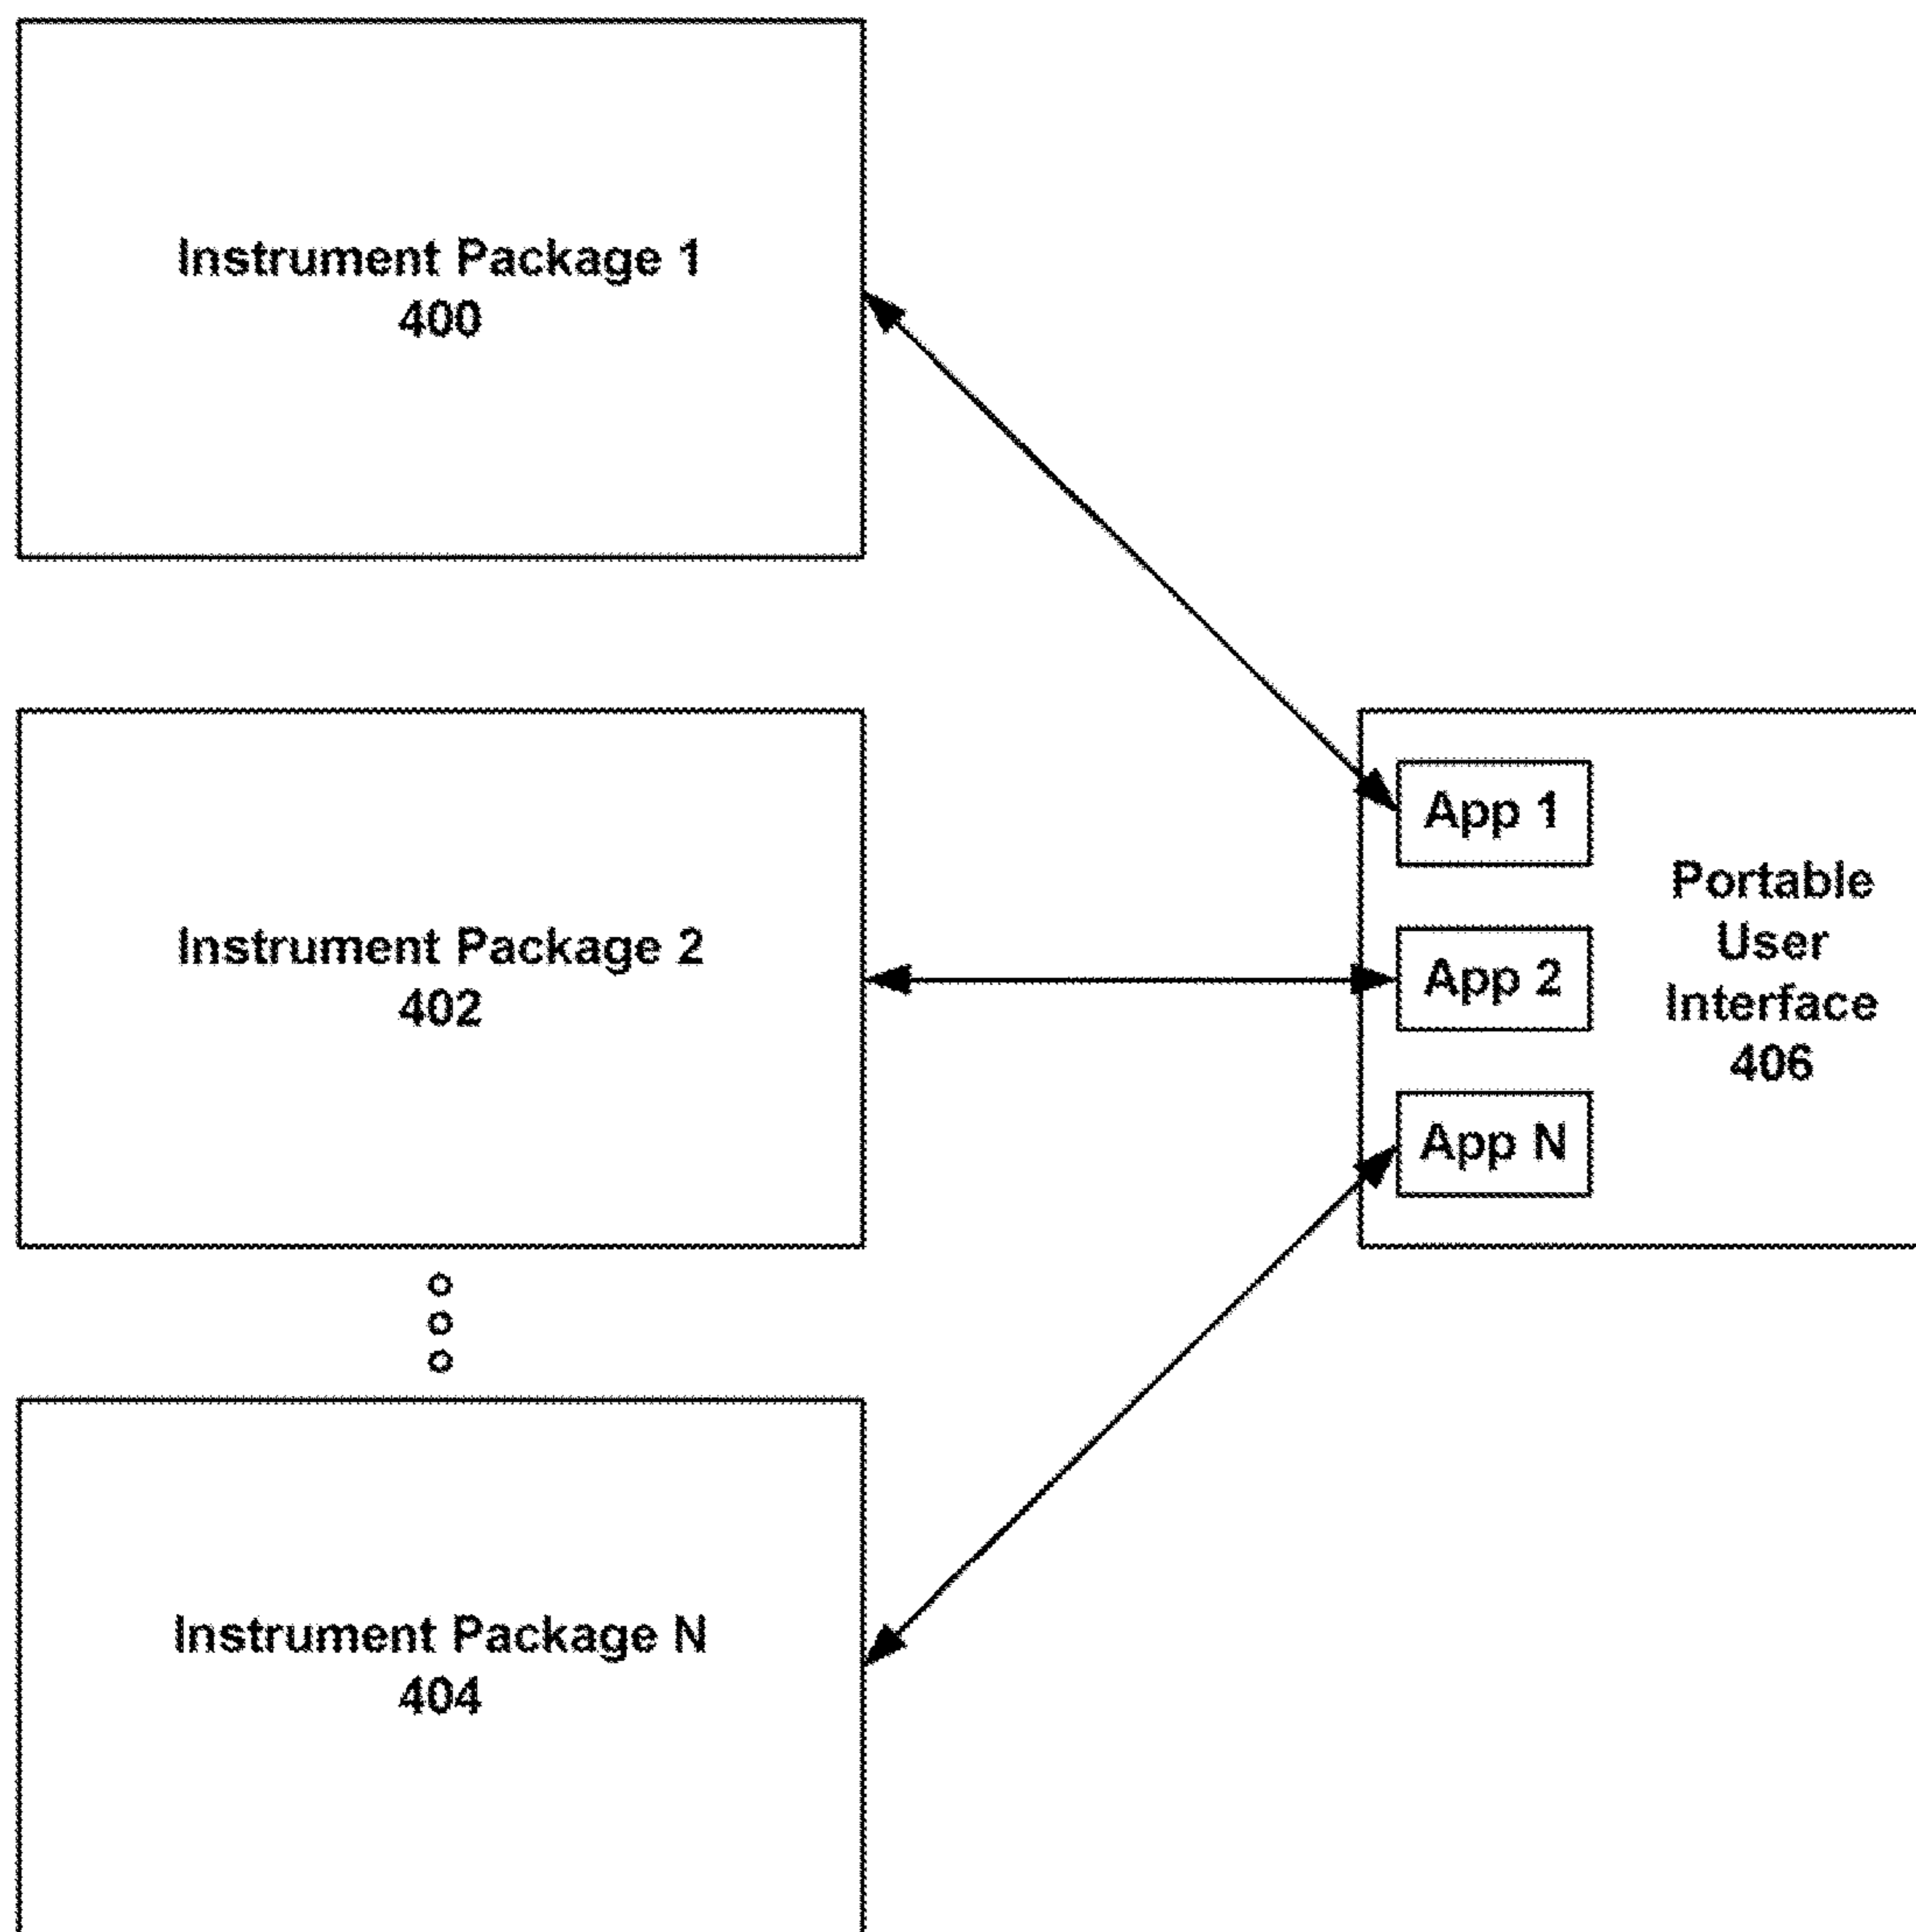 Instrument Package 1
400
Instrument Package 2
402
App 1
App 2
App N
Portable
User
Interface
406
Instrument Package N
404